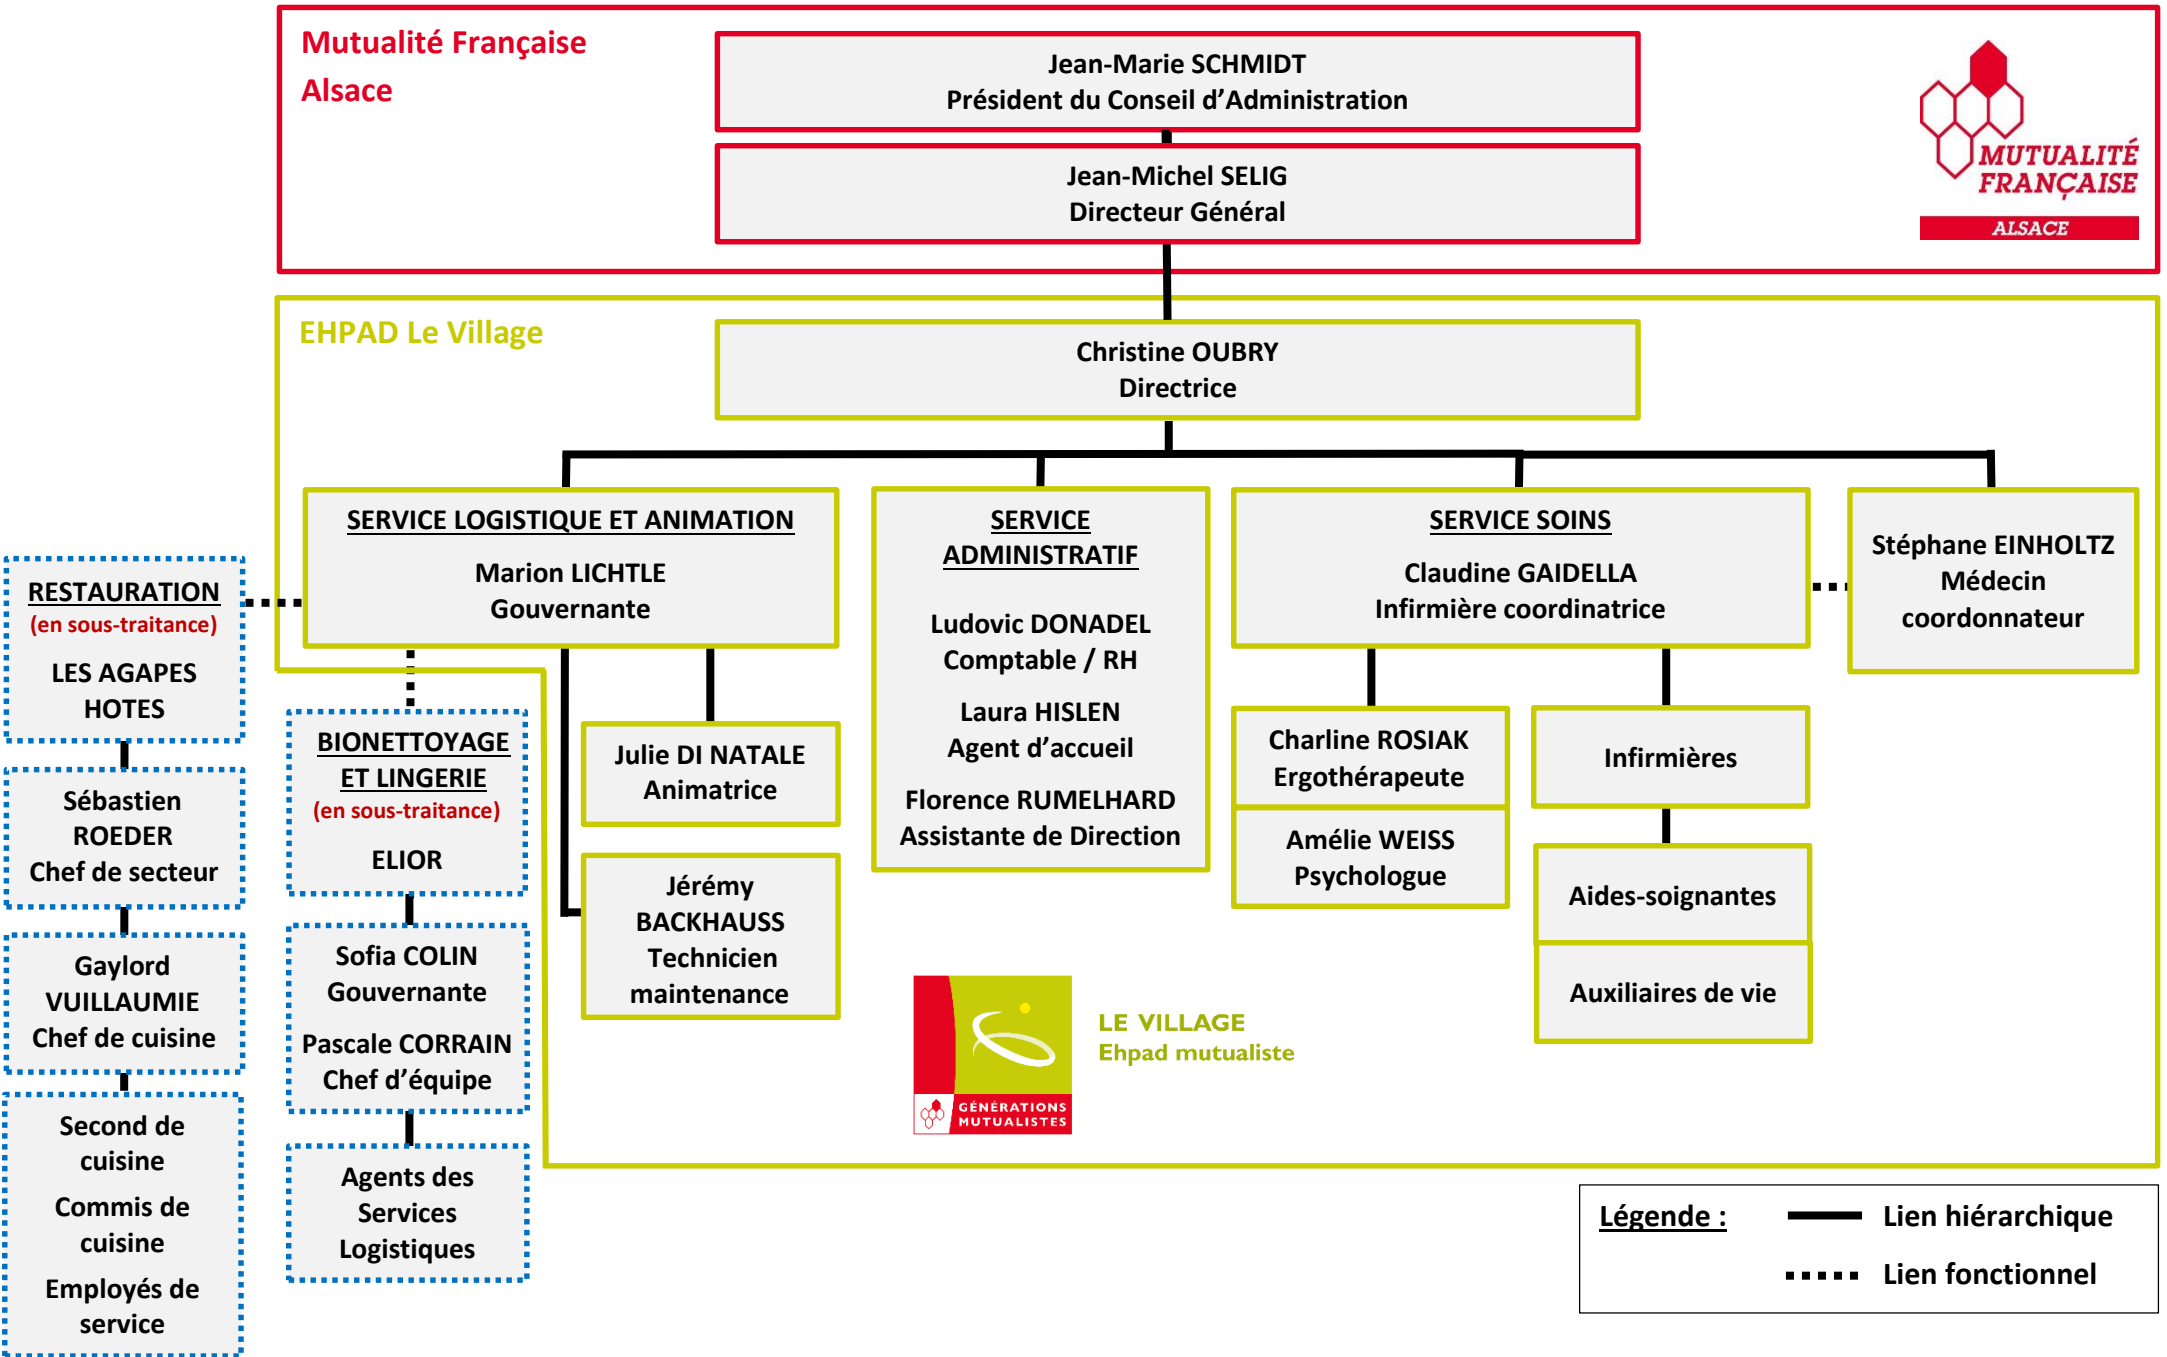 Mutualité Française
Alsace
Jean-Marie SCHMIDT
Président du Conseil d’Administration
Jean-Michel SELIG
Directeur Général
MUTUALITÉ
FRANÇAISE
ALSACE
EHPAD Le Village
Christine OUBRY
Directrice
SERVICE LOGISTIQUE ET ANIMATION
Marion LICHTLE
Gouvernante
SERVICE
ADMINISTRATIF
Ludovic DONADEL
Comptable / RH
Laura HISLEN
Agent d’accueil
Florence RUMELHARD
Assistante de Direction
SERVICE SOINS
Claudine GAIDELLA
Infirmière coordinatrice
Stéphane EINHOLTZ
Médecin
coordonnateur
RESTAURATION
(en sous-traitance)
LES AGAPES
HOTES
Sébastien
ROEDER
Chef de secteur
Gaylord
VUILLAUMIE
Chef de cuisine
Second de
cuisine
Commis de
cuisine
Employés de
service
BIONETTOYAGE
ET LINGERIE
(en sous-traitance)
ELIOR
Sofia COLIN
Gouvernante
Pascale CORRAIN
Chef d’équipe
Agents des
Services
Logistiques
Julie DI NATALE
Animatrice
Jérémy
BACKHAUSS
Technicien
maintenance
Charline ROSIAK
Ergothérapeute
Amélie WEISS
Psychologue
Infirmières
Aides-soignantes
Auxiliaires de vie
LE VILLAGE
Ehpad mutualiste
GÉNÉRATIONS
MUTUALISTES
Légende :
Lien hiérarchique
Lien fonctionnel